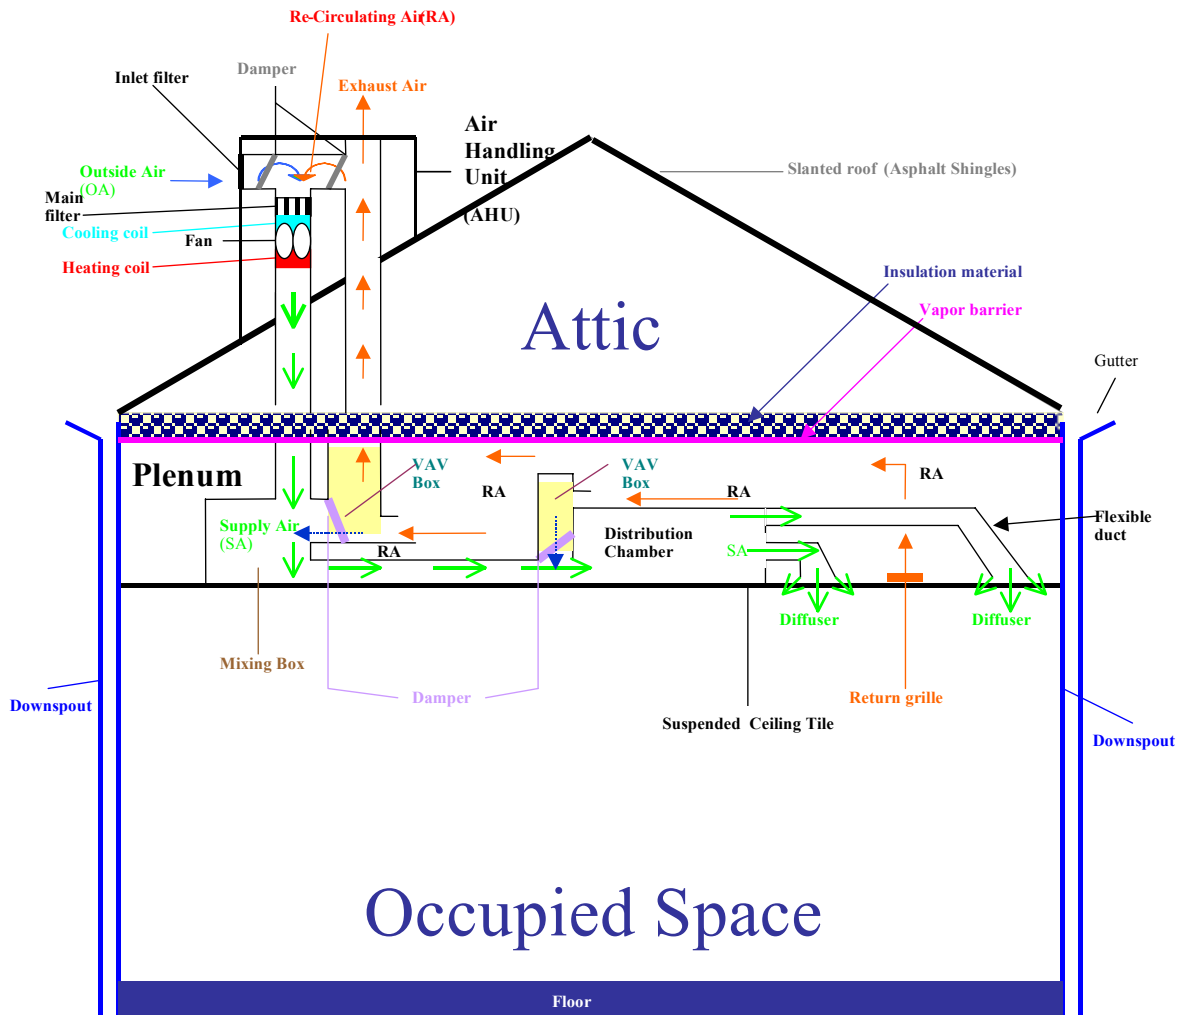 Re-Circulating Air(RA)
Damper
Inlet filter
Exhaust Air
Air
Handling
Unit
(AHU)
Slanted roof (Asphalt Shingles)
Outside Air
(OA)
Main
filter
Cooling coil
Fan
Heating coil
Insulation material
Vapor barrier
Attic
Gutter
Plenum
VAV
Box
RA
VAV
Box
RA
RA
Supply Air
(SA)
RA
Distribution
Chamber
SA
Flexible
duct
Diffuser
Diffuser
Mixing Box
Damper
Return grille
Downspout
Suspended Ceiling Tile
Downspout
Occupied Space
Floor